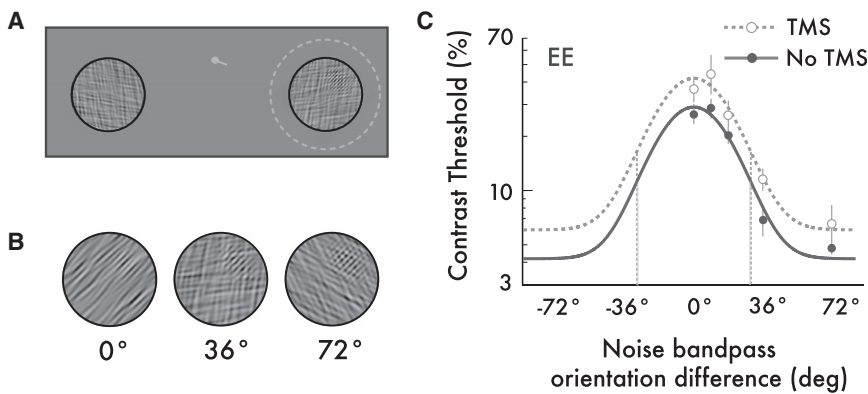 A
B
0°
36°
72°
C
TMS
No TMS
EE
Contrast Threshold (%)
70
10
3
-72°
-36°
0°
36°
72°
Noise bandpass
orientation difference (deg)